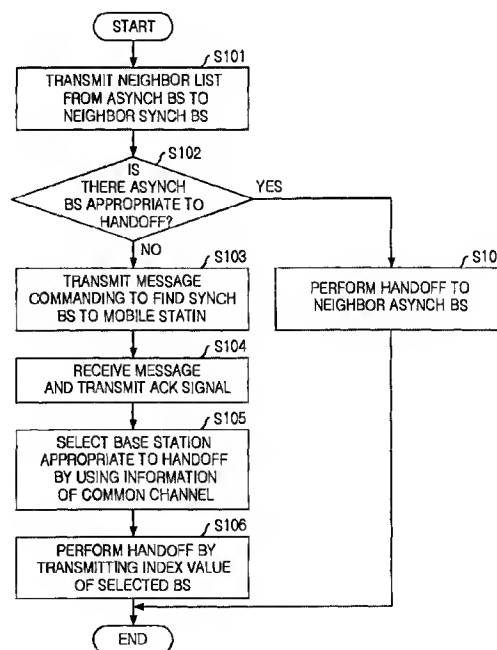 START
S101
TRANSMIT NEIGHBOR LIST
FROM ASYNCH BS TO
NEIGHBOR SYNCH BS
S102
IS
THERE ASYNCH
BS APPROPRIATE TO
HANDOFF?
YES
NO
S103
TRANSMIT MESSAGE
COMMANDING TO FIND SYNCH
BS TO MOBILE STATIN
PERFORM HANDOFF TO
NEIGHBOR ASYNCH BS
S104
RECEIVE MESSAGE
AND TRANSMIT ACK SIGNAL
S105
SELECT BASE STATION
APPROPRIATE TO HANDOFF
BY USING INFORMATION
OF COMMON CHANNEL
S106
PERFORM HANDOFF BY
TRANSMITTING INDEX VALUE
OF SELECTED BS
END